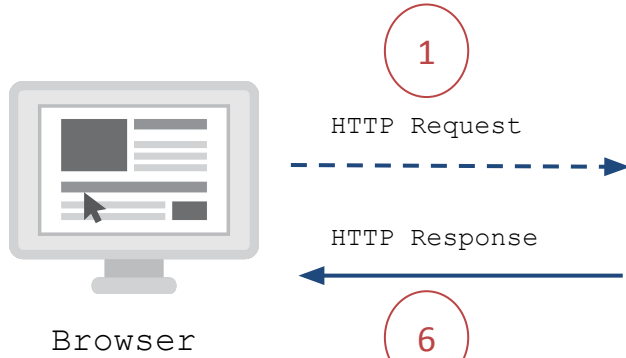 1
HTTP Request
HTTP Response
Browser
6